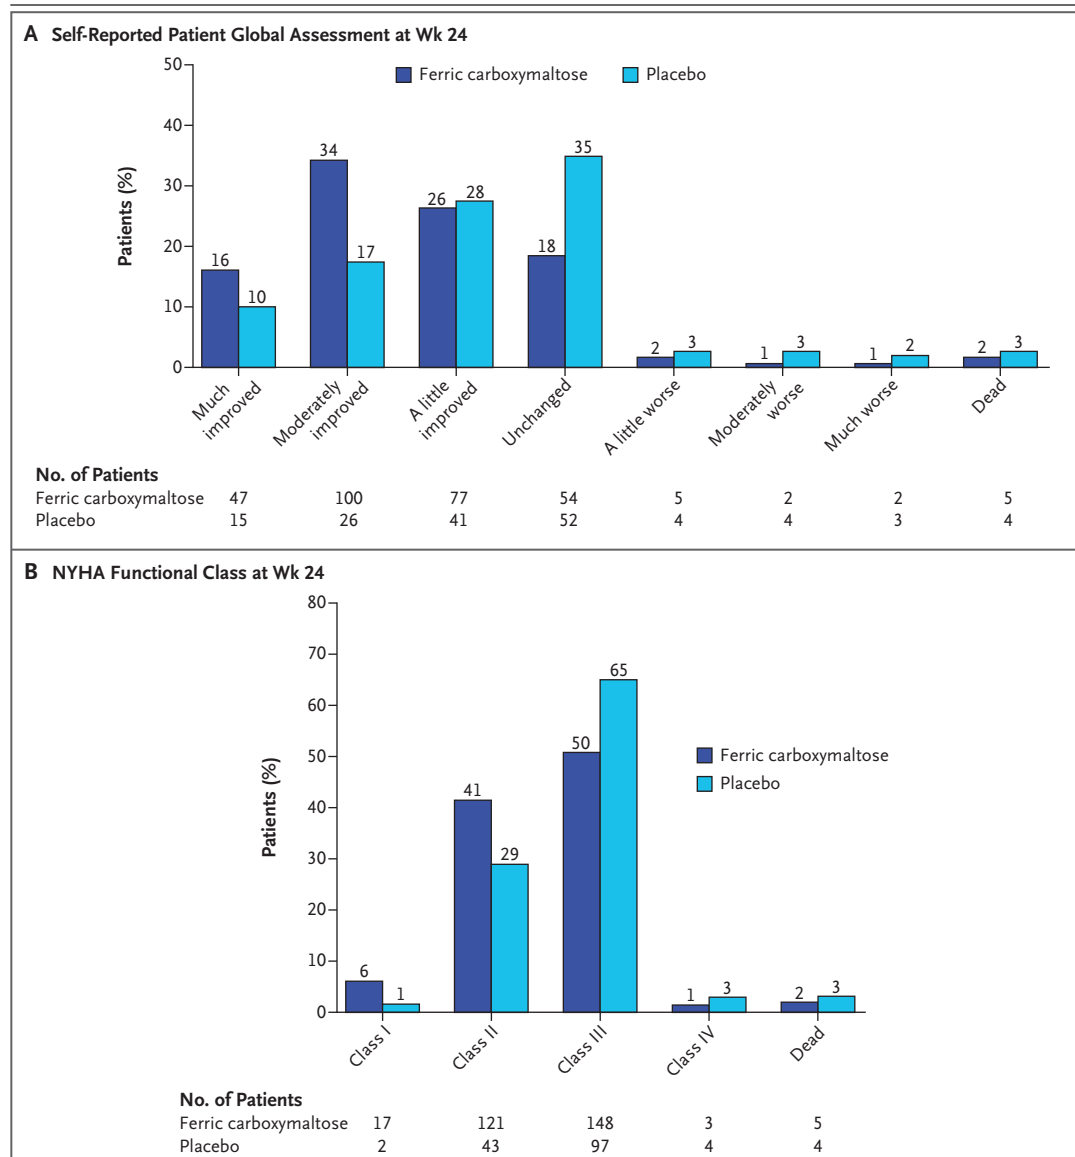 A Self-Reported Patient Global Assessment at Wk 24
Ferric carboxymaltose Placebo
Patients (%)
50
40
30
20
10
0
16 10 34 17 26 28 18 35 2 3 1 3 1 2 2 3
Much improved
Moderately improved
A little improved
Unchanged
A little worse
Moderately worse
Much worse
Dead
No. of Patients
Ferric carboxymaltose 47 100 77 54 5 2 2 5
Placebo 15 26 41 52 4 4 3 4
B NYHA Functional Class at Wk 24
Patients (%)
80
70
60
50
40
30
20
10
0
6 1 41 29 50 65 1 3 2 3
Ferric carboxymaltose
Placebo
Class I
Class II
Class III
Class IV
Dead
No. of Patients
Ferric carboxymaltose 17 121 148 3 5
Placebo 2 43 97 4 4